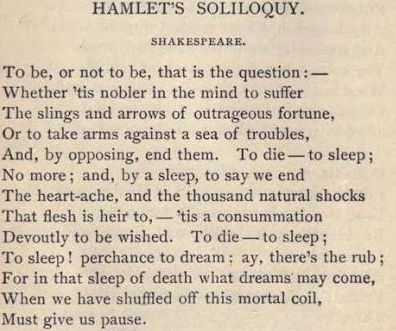 HAMLET'S SOLILOQUY.
SHAKESPEARE.
To be, or not to be, that is the question: —
Whether 'tis nobler in the mind to suffer
The slings and arrows of outrageous fortune,
Or to take arms against a sea of troubles,
And, by opposing, end them. To die — to sleep;
No more; and, by a sleep, to say we end
The heart-ache, and the thousand natural shocks
That flesh is heir to, — 'tis a consummation
Devoutly to be wished. To die — to sleep;
To sleep! perchance to dream: ay, there's the rub;
For in that sleep of death what dreams may come,
When we have shuffled off this mortal coil,
Must give us pause.